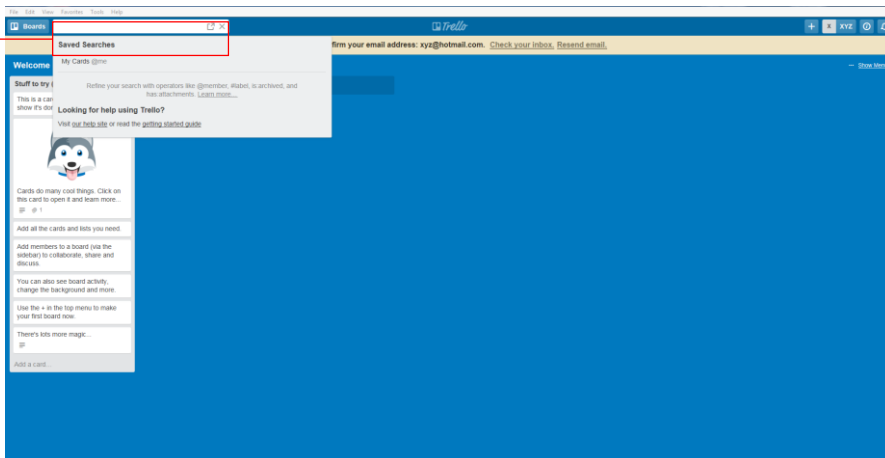 File Edit View Favorites Tools Help
Boards
Trello
X XYZ
Saved Searches
My Cards @me
Refine your search with operators like @member, #label, is:archived, and
has:attachments. Learn more...
Looking for help using Trello?
Visit our help site or read the getting started guide
firm your email address: xyz@hotmail.com. Check your inbox. Resend email.
Welcome
Show Men
Stuff to try (
This is a car
show it's don
Cards do many cool things. Click on
this card to open it and learn more...
1
Add all the cards and lists you need.
Add members to a board (via the
sidebar) to collaborate, share and
discuss.
You can also see board activity,
change the background and more.
Use the + in the top menu to make
your first board now.
There's lots more magic...
Add a card...